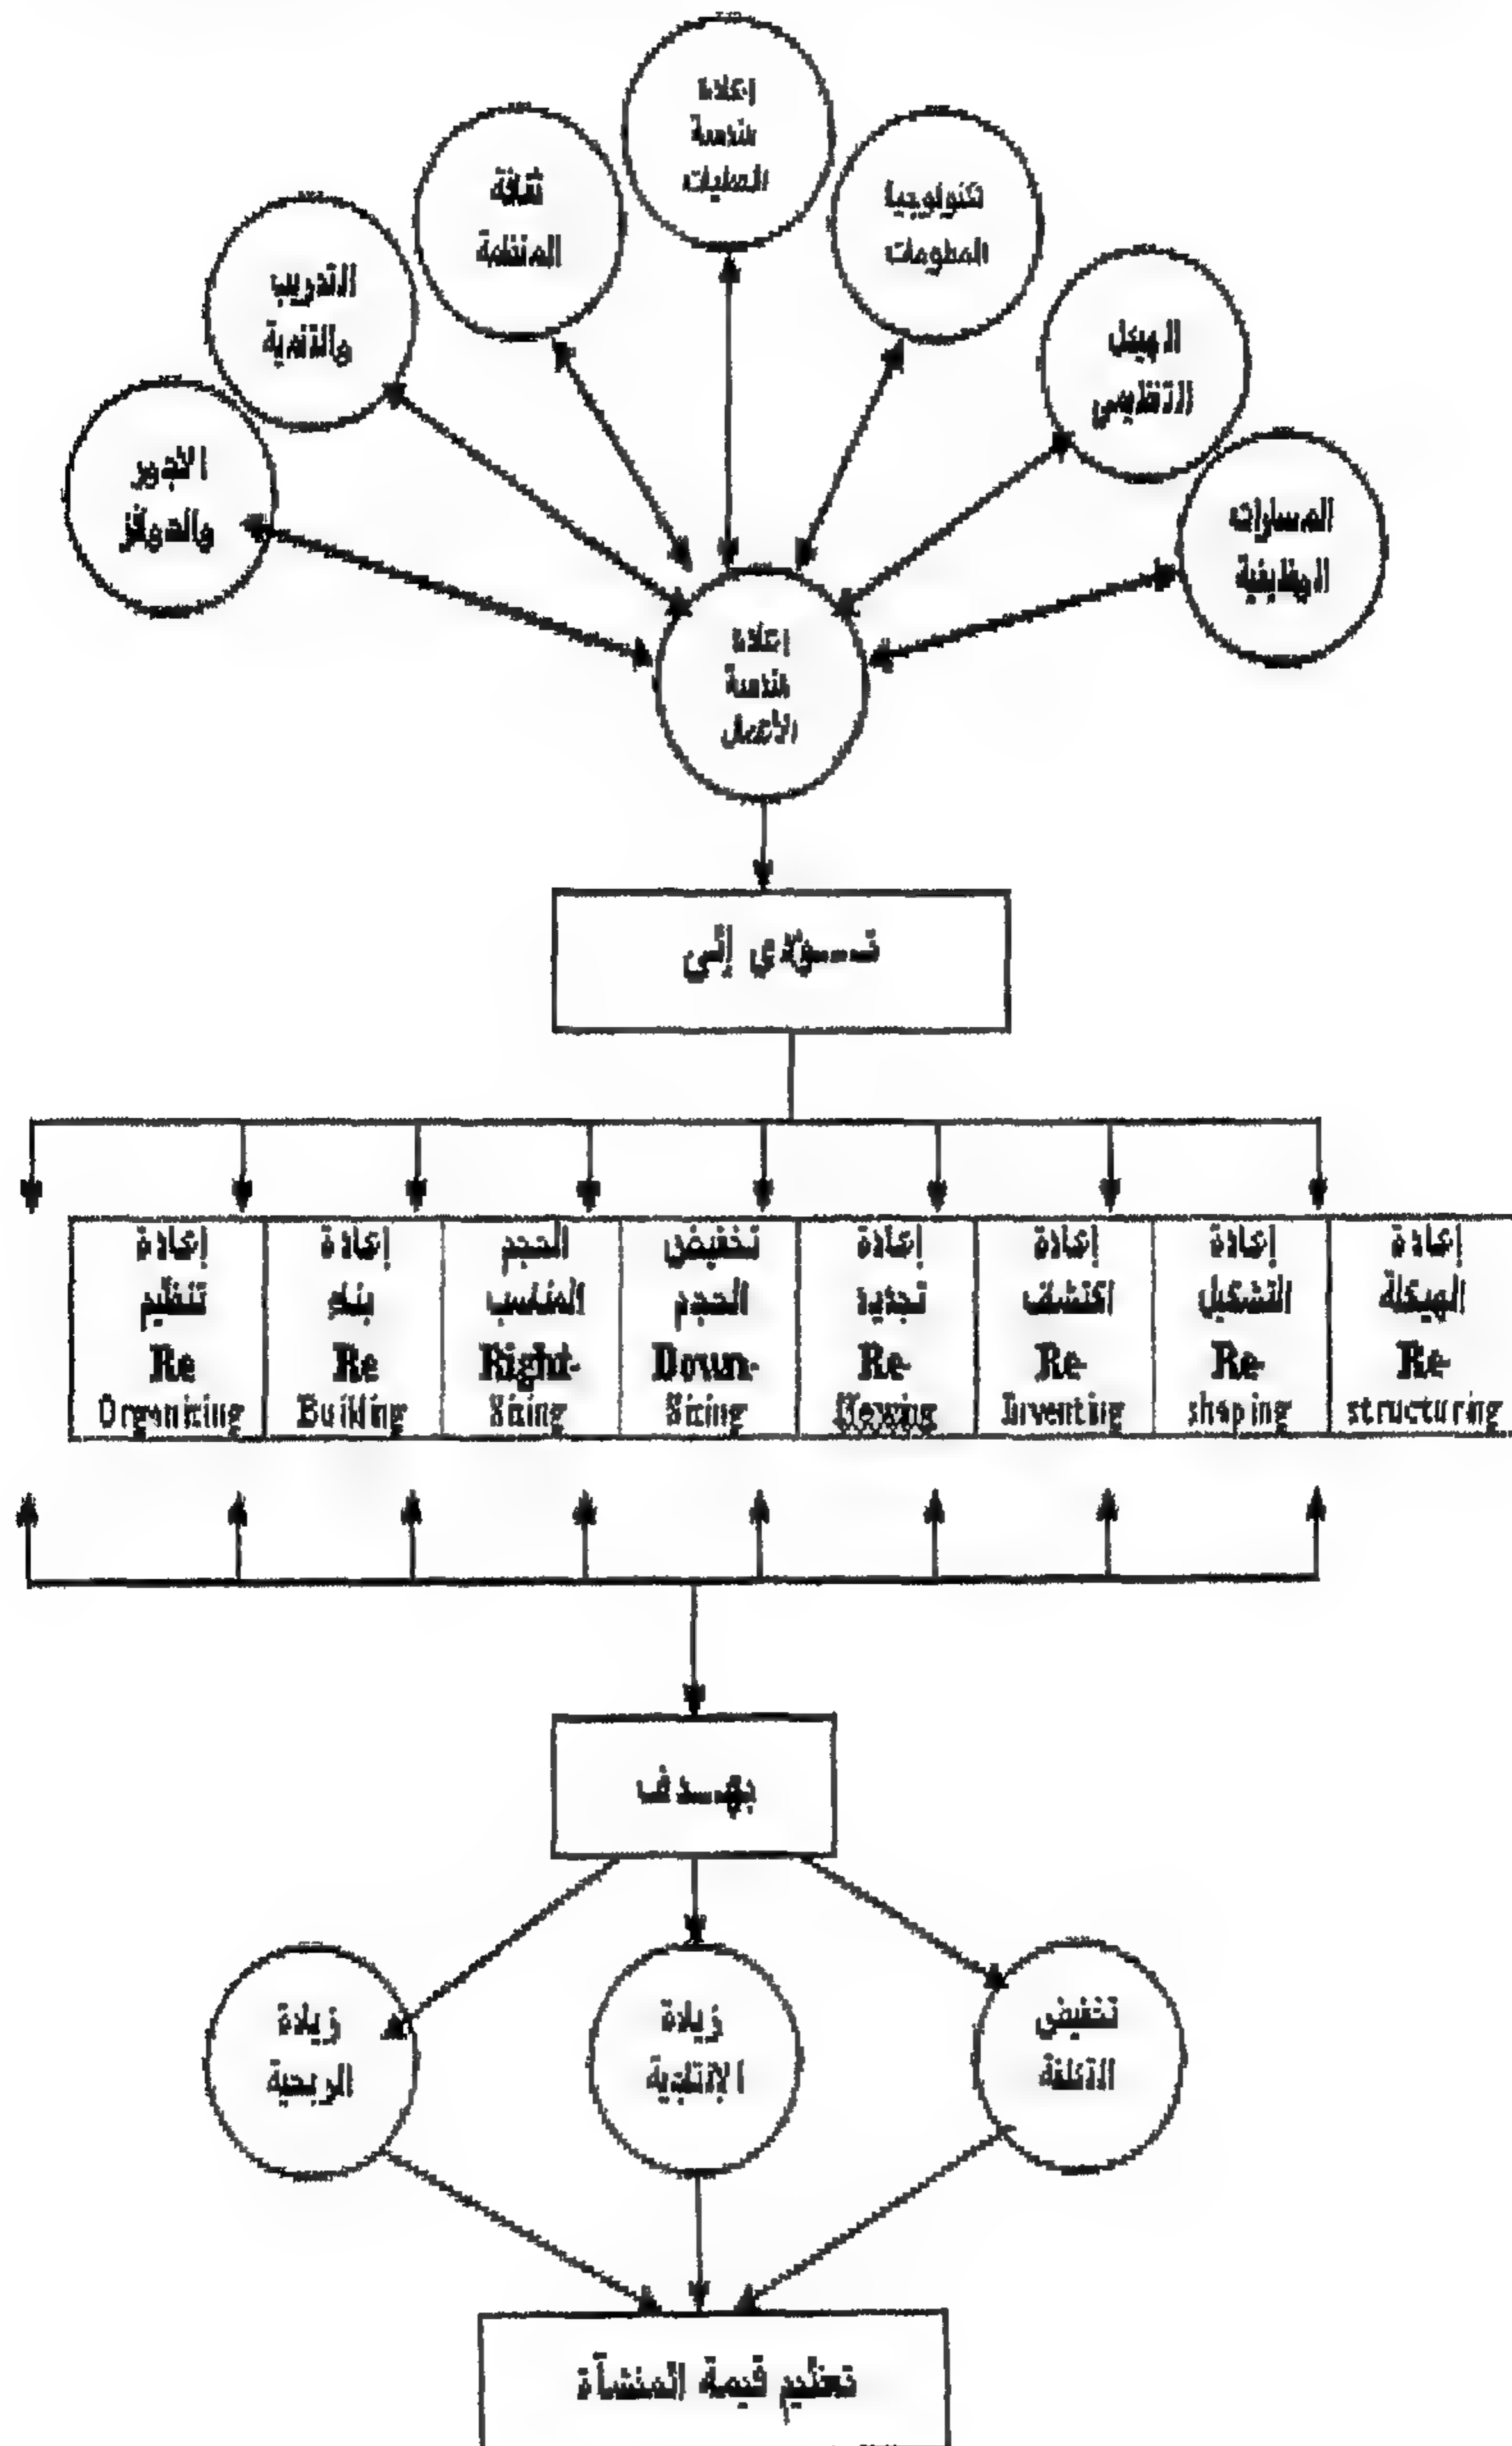 إعادة
هندسة
العمليات
ثقافة
المنظمة
تكنولوجيا
المعلومات
التدريب
والتنمية
الهيكل
التنظيمي
الأجور
والحوافز
المسارات
الوظيفية
إعادة
هندسة
الأعمال
تـــؤدي إلى
إعادة
الهيكلة
Re-
structuring
إعادة
التشكيل
Re-
shaping
إعادة
اكتشاف
Re-
Inventing
إعادة
تجديد
Re-
Newing
تخفيض
الحجم
Down-
Sizing
الحجم
المناسب
Right-
Sizing
إعادة
بناء
Re
Building
إعادة
تنظيم
Re
Organizing
بهـــدف
تخفيض
التكلفة
زيادة
الإنتاجية
زيادة
الربحية
تعظيم قيمة المنشأة